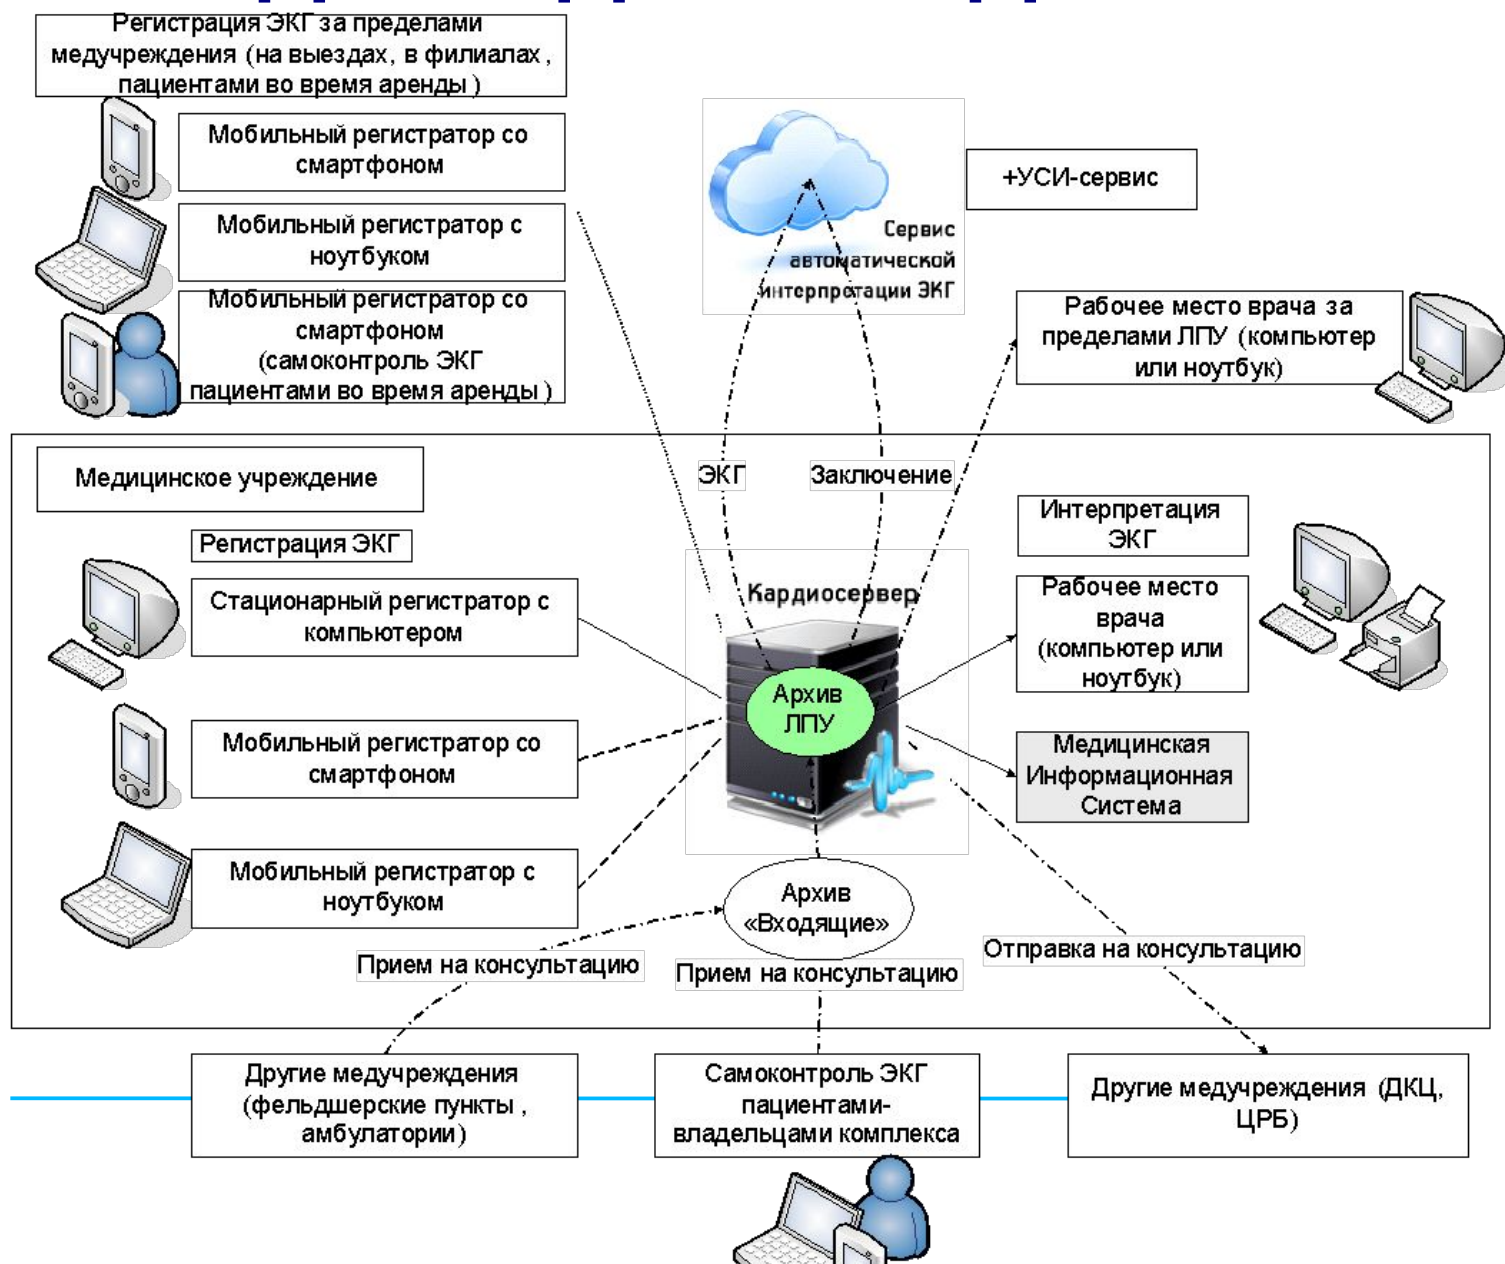 Регистрация ЭКГ за пределами
медучреждения (на выездах, в филиалах ,
пациентами во время аренды )
Мобильный регистратор со
смартфоном
Мобильный регистратор с
ноутбуком
Мобильный регистратор со
смартфоном
(самоконтроль ЭКГ
пациентами во время аренды )
Сервис
автоматической
интерпретации ЭКГ
+УСИ-сервис
Рабочее место врача за
пределами ЛПУ (компьютер
или ноутбук)
Медицинское учреждение
ЭКГ
Заключение
Регистрация ЭКГ
Стационарный регистратор с
компьютером
Мобильный регистратор со
смартфоном
Мобильный регистратор с
ноутбуком
Кардиосервер
Архив
ЛПУ
Интерпретация
ЭКГ
Рабочее место
врача
(компьютер или
ноутбук)
Медицинская
Информационная
Система
Архив
«Входящие»
Прием на консультацию
Прием на консультацию
Отправка на консультацию
Другие медучреждения
(фельдшерские пункты ,
амбулатории)
Самоконтроль ЭКГ
пациентами-
владельцами комплекса
Другие медучреждения (ДКЦ,
ЦРБ)